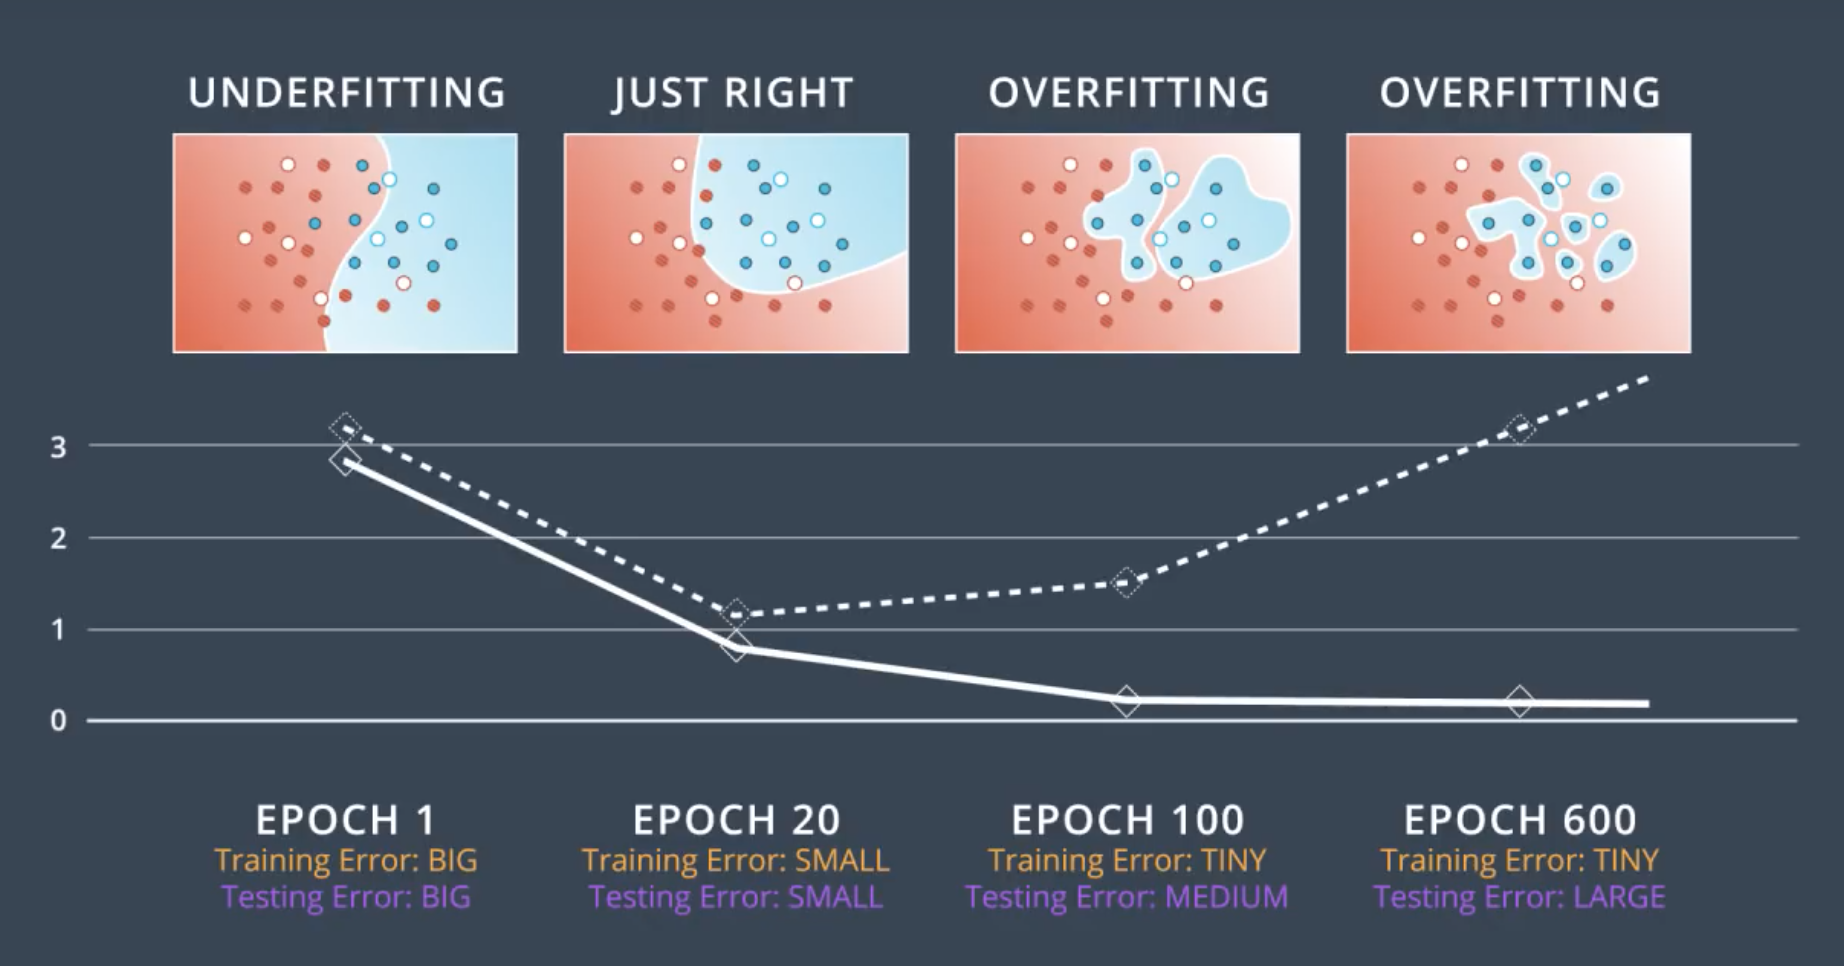 UNDERFITTING
JUST RIGHT
OVERFITTING
OVERFITTING
3
2
1
0
EPOCH 1
Training Error: BIG
Testing Error: BIG
EPOCH 20
Training Error: SMALL
Testing Error: SMALL
EPOCH 100
Training Error: TINY
Testing Error: MEDIUM
EPOCH 600
Training Error: TINY
Testing Error: LARGE